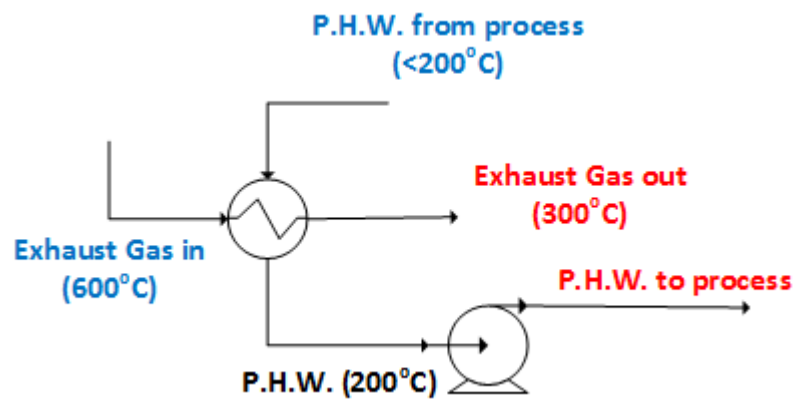 P.H.W. from process
(<200°C)
Exhaust Gas out
(300°C)
Exhaust Gas in
(600°C)
P.H.W. to process
P.H.W. (200°C)